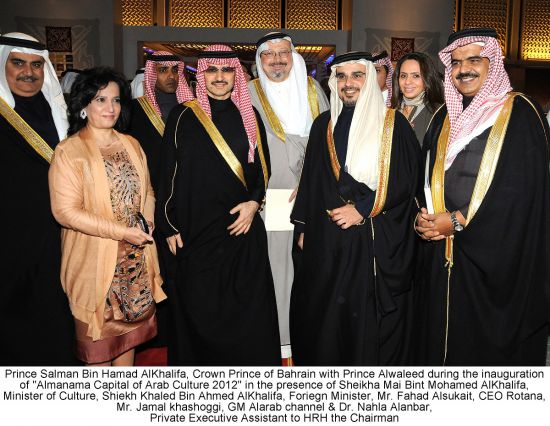 Prince Salman Bin Hamad AlKhalifa, Crown Prince of Bahrain with Prince Alwaleed during the inauguration
of "Almanama Capital of Arab Culture 2012" in the presence of Sheikha Mai Bint Mohamed AlKhalifa,
Minister of Culture, Shiekh Khaled Bin Ahmed AlKhalifa, Foriegn Minister, Mr. Fahad Alsukait, CEO Rotana,
Mr. Jamal khashoggi, GM Alarab channel & Dr. Nahla Alanbar,
Private Executive Assistant to HRH the Chairman